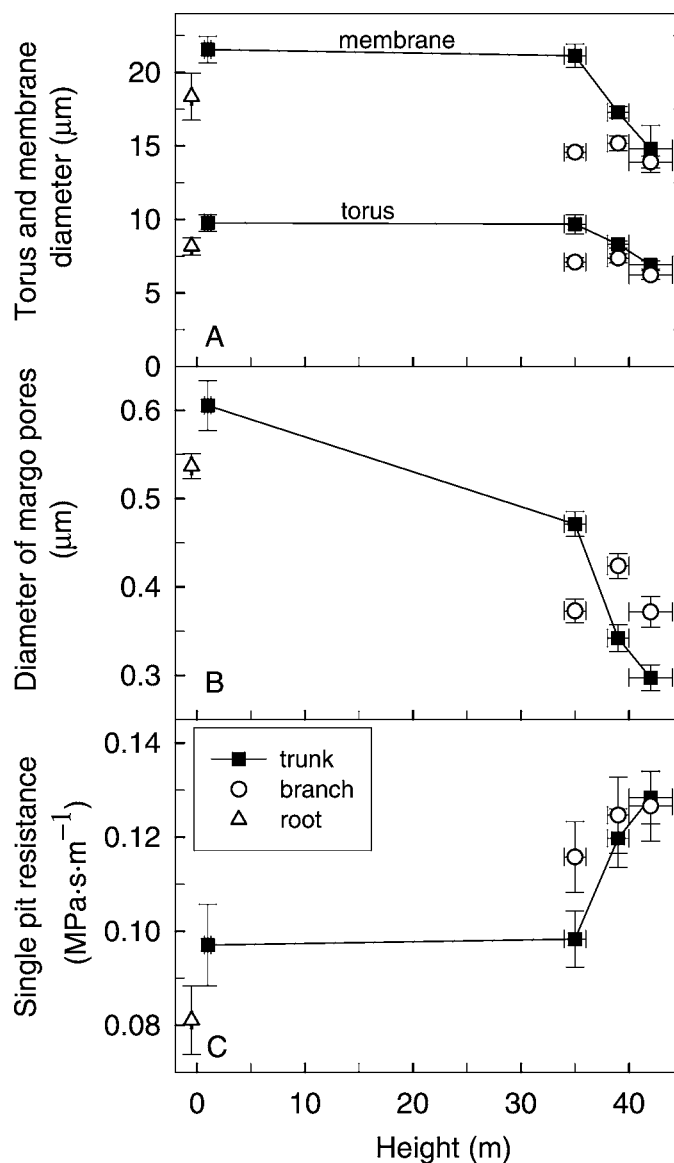 Torus and membrane
diameter (µm)
20
15
10
5
0
membrane
torus
A
Diameter of margo pores
(µm)
0.6
0.5
0.4
0.3
B
Single pit resistance
(MPa·s·m⁻¹)
0.14
0.12
0.10
0.08
trunk
branch
root
C
0 10 20 30 40
Height (m)